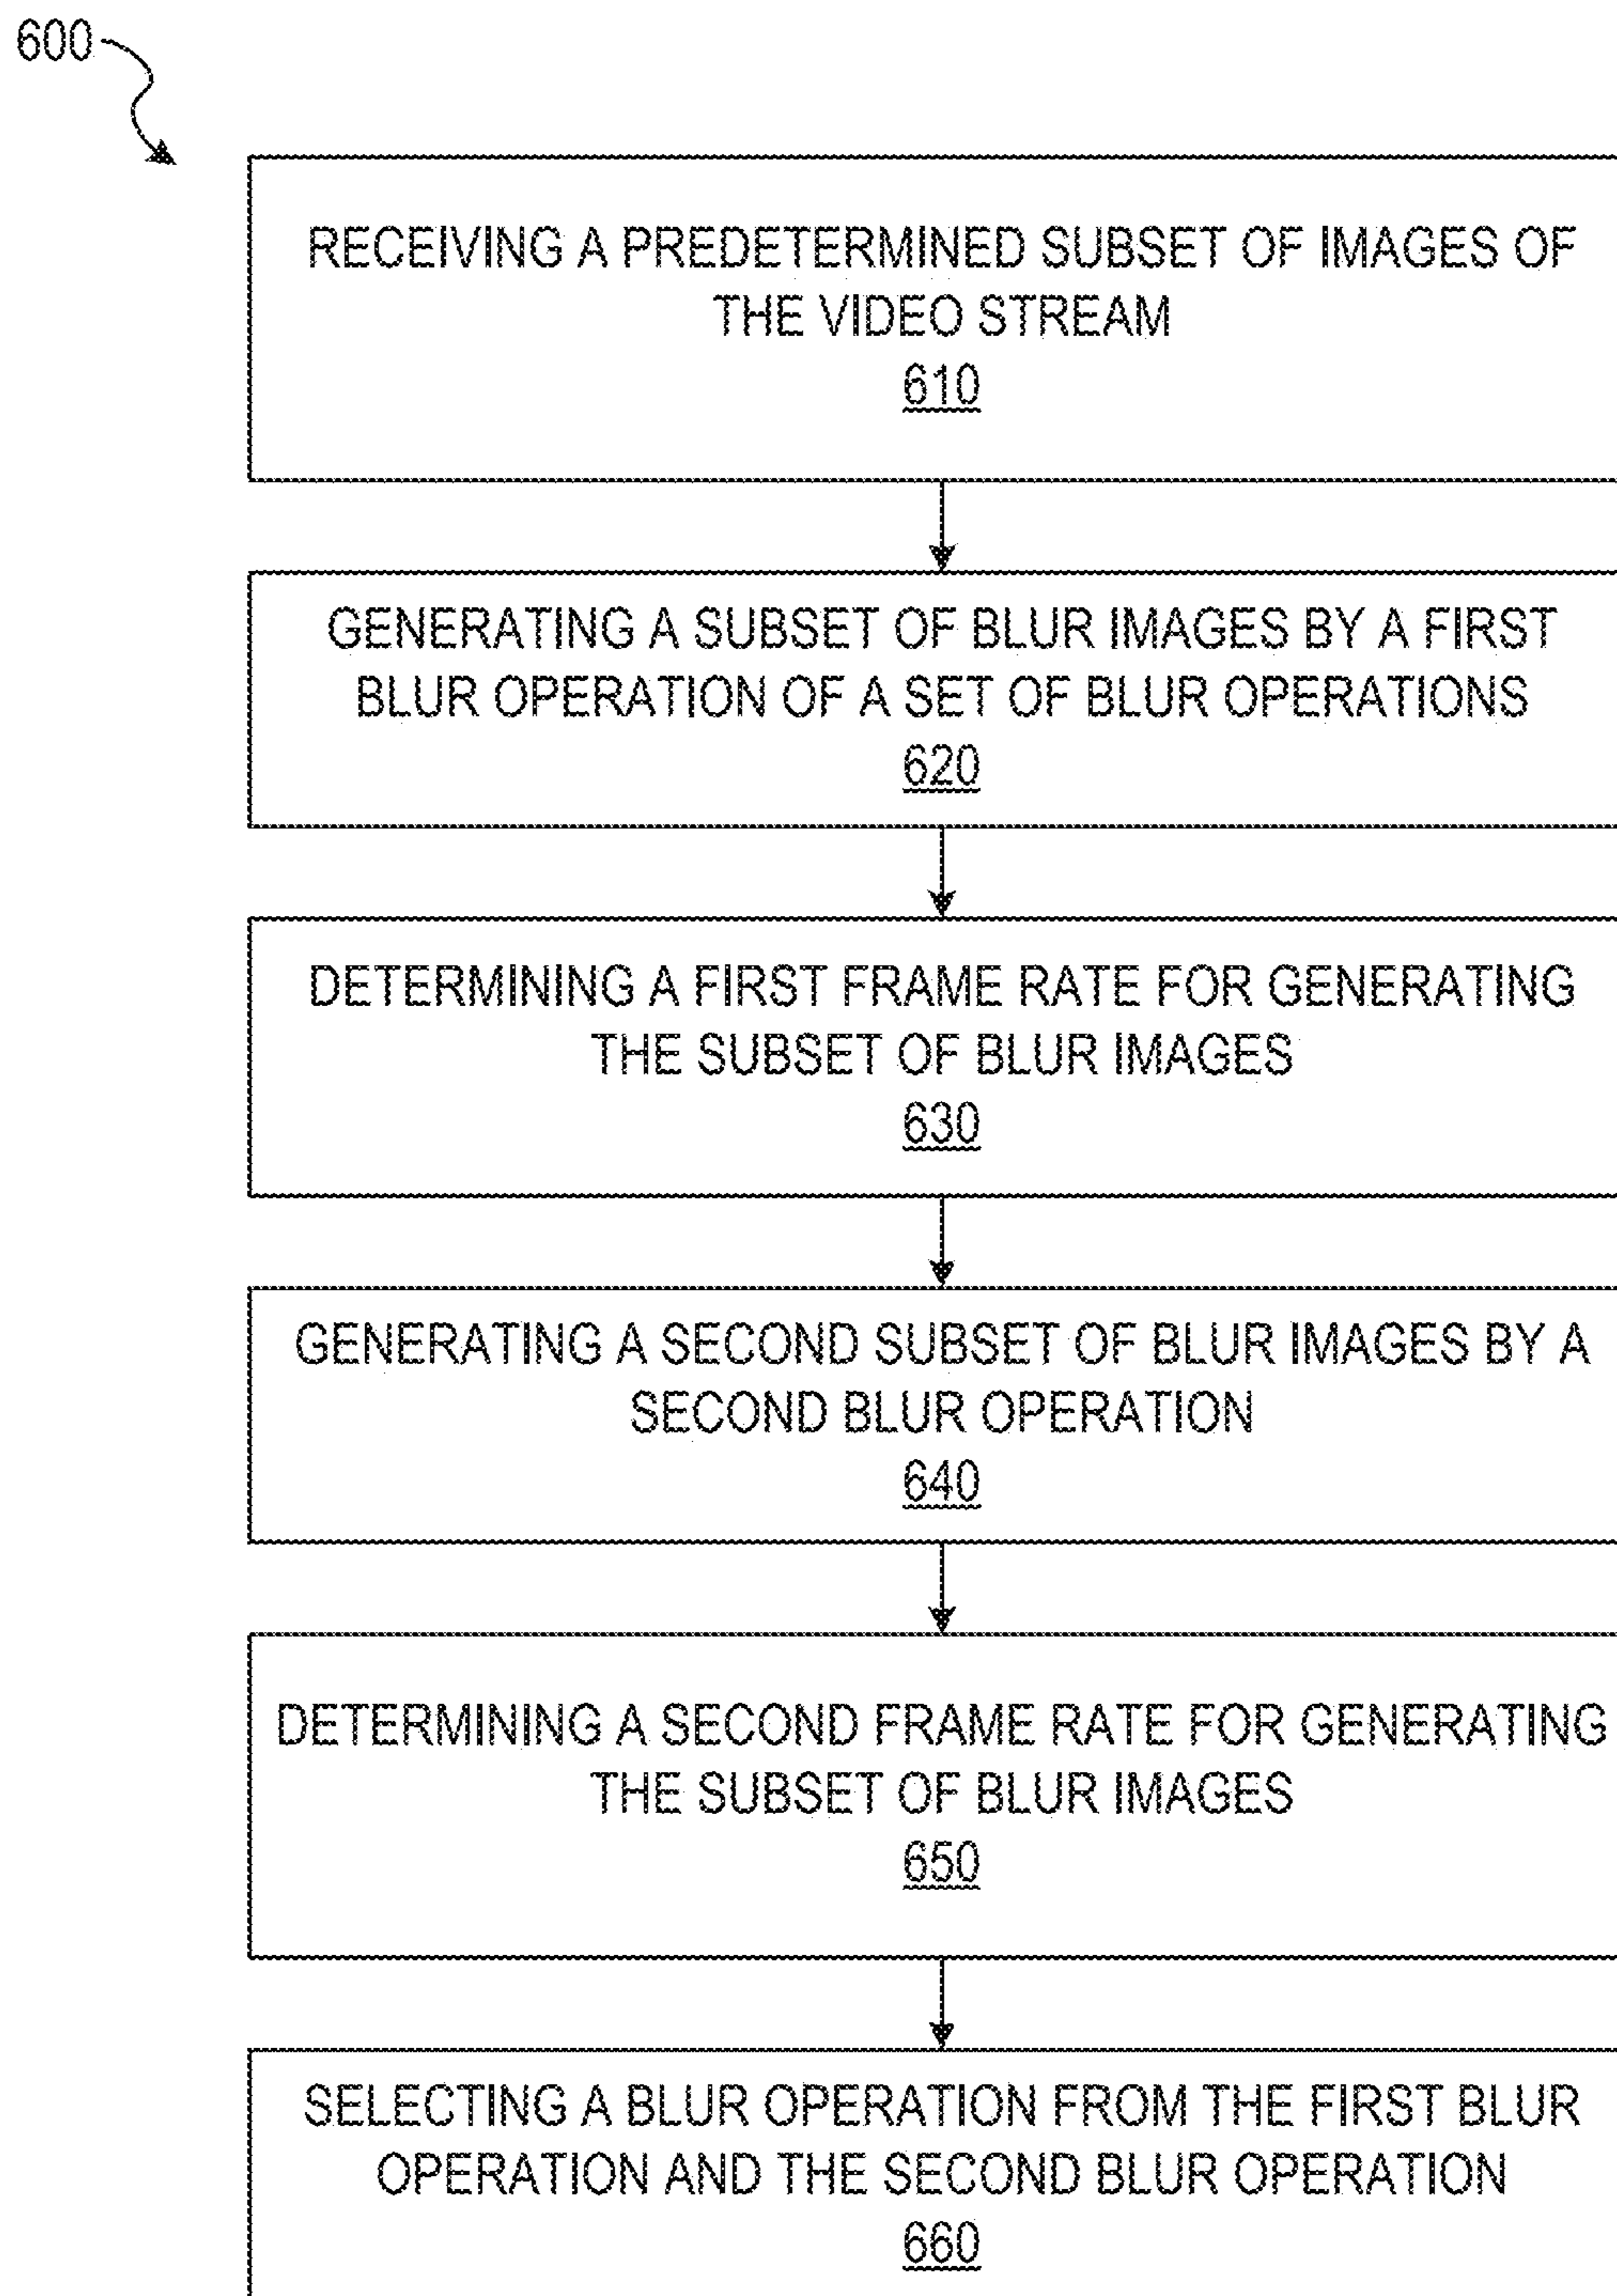 600
RECEIVING A PREDETERMINED SUBSET OF IMAGES OF
THE VIDEO STREAM
610
GENERATING A SUBSET OF BLUR IMAGES BY A FIRST
BLUR OPERATION OF A SET OF BLUR OPERATIONS
620
DETERMINING A FIRST FRAME RATE FOR GENERATING
THE SUBSET OF BLUR IMAGES
630
GENERATING A SECOND SUBSET OF BLUR IMAGES BY A
SECOND BLUR OPERATION
640
DETERMINING A SECOND FRAME RATE FOR GENERATING
THE SUBSET OF BLUR IMAGES
650
SELECTING A BLUR OPERATION FROM THE FIRST BLUR
OPERATION AND THE SECOND BLUR OPERATION
660